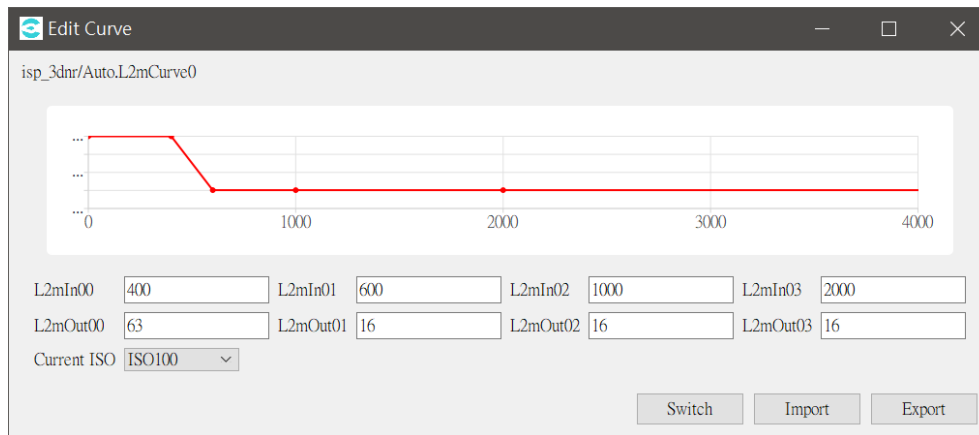 Edit Curve
isp_3dnr/Auto.L2mCurve0
...
...
...
0 1000 2000 3000 4000
L2mIn00 400 L2mIn01 600 L2mIn02 1000 L2mIn03 2000
L2mOut00 63 L2mOut01 16 L2mOut02 16 L2mOut03 16
Current ISO ISO100
Switch Import Export